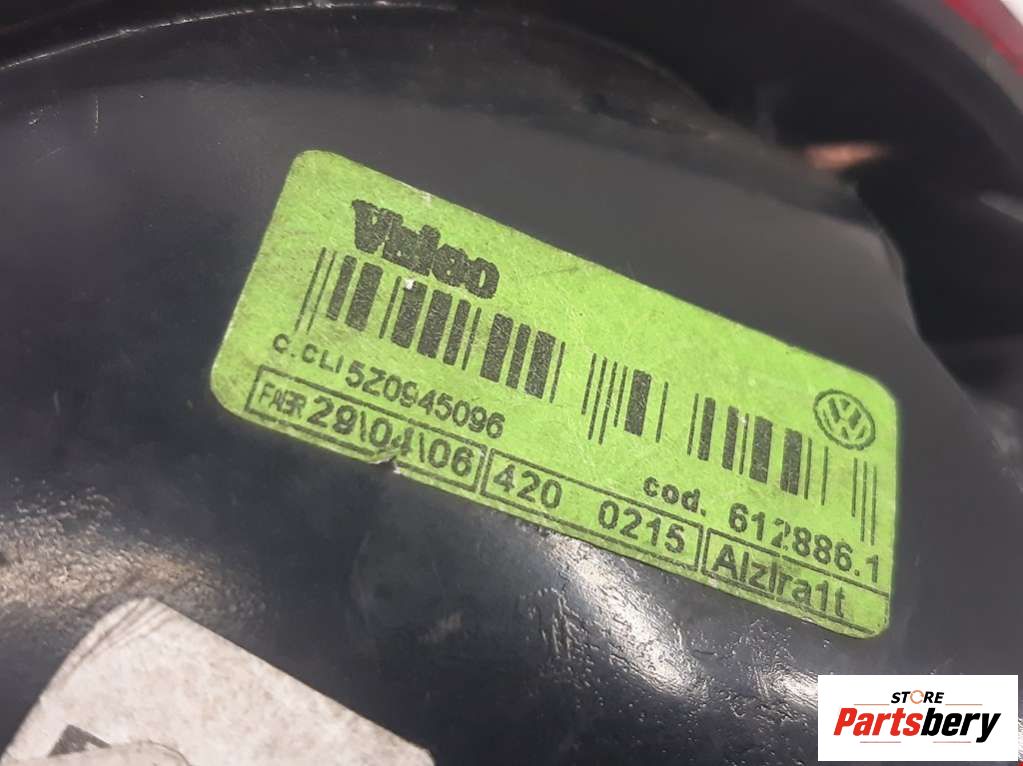 Valeo
C.CLI 5Z0945096
cod. 612886.1
FABR 29\04\06 420 0215 Alzira1t
STORE
Partsbery